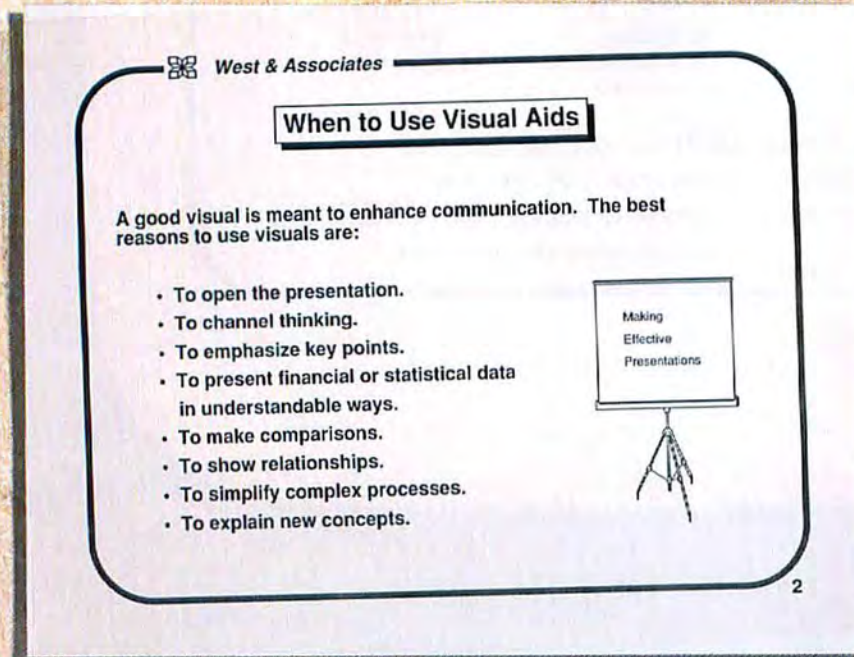 West & Associates
When to Use Visual Aids
A good visual is meant to enhance communication.  The best
reasons to use visuals are:
• To open the presentation.
• To channel thinking.
• To emphasize key points.
• To present financial or statistical data
in understandable ways.
• To make comparisons.
• To show relationships.
• To simplify complex processes.
• To explain new concepts.
Making
Effective
Presentations
2